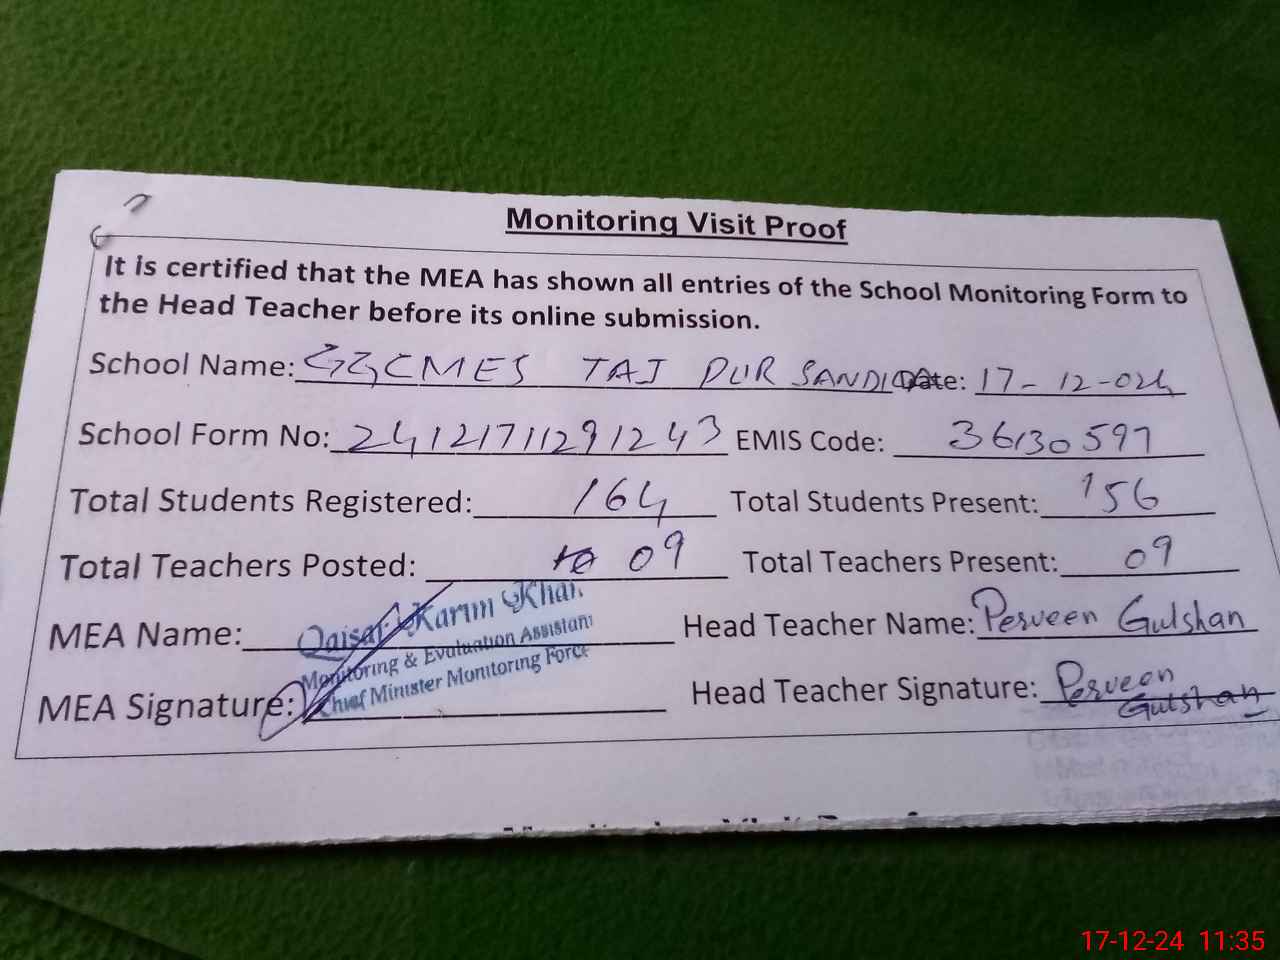 Monitoring Visit Proof
It is certified that the MEA has shown all entries of the School Monitoring Form to
the Head Teacher before its online submission.
School Name: GGCMES TAJ PUR SANDICA Date: 17-12-024
School Form No: 24121711291243 EMIS Code: 36130597
Total Students Registered: 164 Total Students Present: 156
Total Teachers Posted: 09 Total Teachers Present: 09
MEA Name: Qaisar Karim Khan Head Teacher Name: Perveen Gulshan
Monitoring & Evaluation Assistant
MEA Signature: Chief Minister Monitoring Force Head Teacher Signature: Perveen Gulshan
17-12-24 11:35